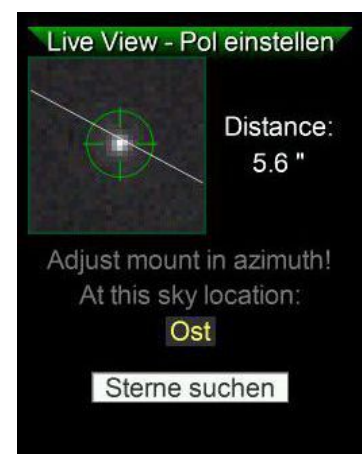 Live View - Pol einstellen
Distance:
5.6 "
Adjust mount in azimuth!
At this sky location:
Ost
Sterne suchen